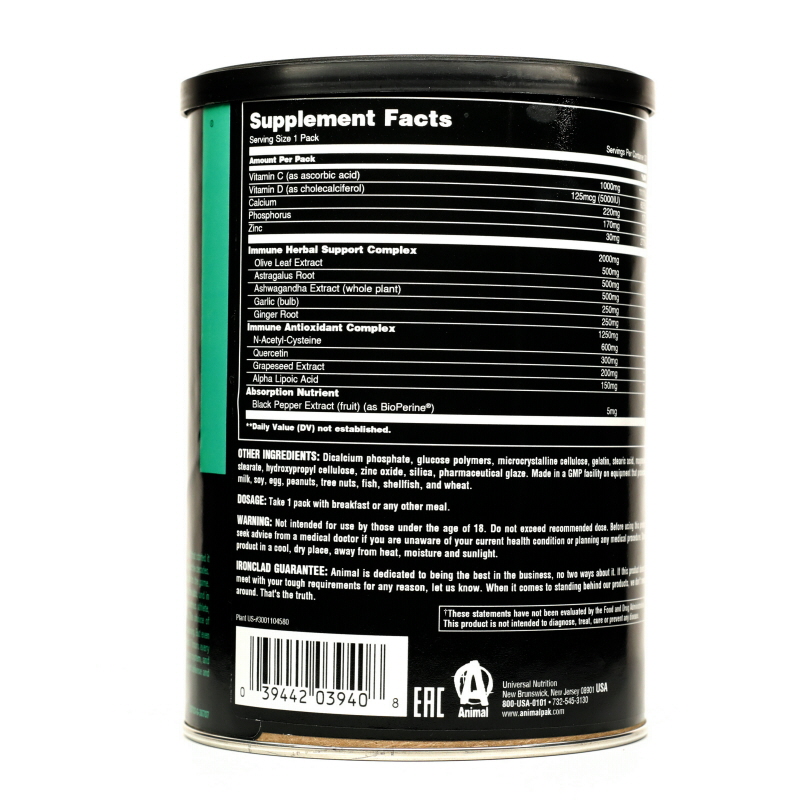 Supplement Facts
Serving Size 1 Pack
Servings Per
Amount Per Pack
Vitamin C (as ascorbic acid) 1000mg
Vitamin D (as cholecalciferol) 125mcg (5000IU)
Calcium 220mg
Phosphorus 170mg
Zinc 30mg
Immune Herbal Support Complex 2000mg
Olive Leaf Extract 500mg
Astragalus Root 500mg
Ashwagandha Extract (whole plant) 500mg
Garlic (bulb) 250mg
Ginger Root 250mg
Immune Antioxidant Complex 1250mg
N-Acetyl-Cysteine 600mg
Quercetin 300mg
Grapeseed Extract 200mg
Alpha Lipoic Acid 150mg
Absorption Nutrient
Black Pepper Extract (fruit) (as BioPerine®) 5mg
**Daily Value (DV) not established.
OTHER INGREDIENTS: Dicalcium phosphate, glucose polymers, microcrystalline cellulose, gelatin, stearic acid,
stearate, hydroxypropyl cellulose, zinc oxide, silica, pharmaceutical glaze. Made in a GMP facility on equipment that
milk, soy, egg, peanuts, tree nuts, fish, shellfish, and wheat.
DOSAGE: Take 1 pack with breakfast or any other meal.
WARNING: Not intended for use by those under the age of 18. Do not exceed recommended dose. Before using this
seek advice from a medical doctor if you are unaware of your current health condition or planning any medical
product in a cool, dry place, away from heat, moisture and sunlight.
IRONCLAD GUARANTEE: Animal is dedicated to being the best in the business, no two ways about it. If this product
meet with your tough requirements for any reason, let us know. When it comes to standing behind our products, we don't
around. That's the truth.
†These statements have not been evaluated by the Food and Drug
This product is not intended to diagnose, treat, cure or prevent any disease.
Plant US-#3001104580
0 39442 03940 8
EAC
Animal
Universal Nutrition
New Brunswick, New Jersey 08901 USA
800-USA-0101 • 732-545-3130
www.animalpak.com